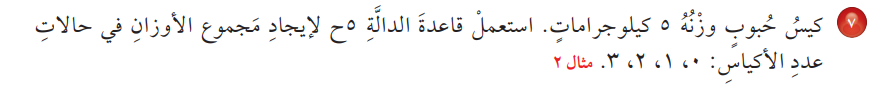 ٧ كيسُ حُبوبٍ وزْنُهُ ٥ كيلوجراماتٍ. استعملْ قاعدةَ الدالَّةِ ٥ح لإيجادِ مَجموع الأوزانِ في حالاتِ
عددِ الأكياسِ: ٠، ١، ٢، ٣. مثال ٢